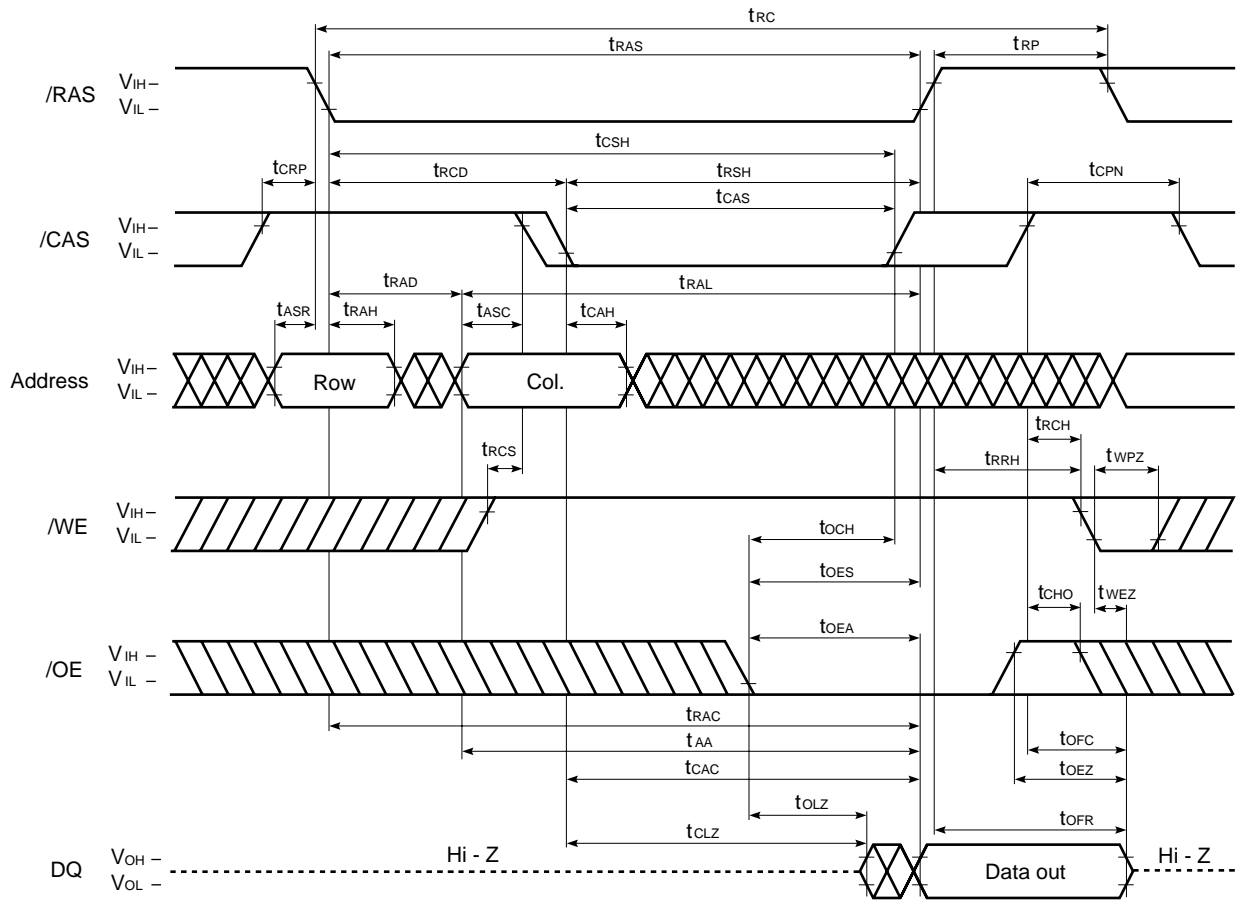 tRC
tRAS
tRP
/RAS
VIH –
VIL –
tCSH
tCRP
tRCD
tRSH
tCPN
tCAS
/CAS
VIH –
VIL –
tRAD
tRAL
tASR
tRAH
tASC
tCAH
Address
VIH –
VIL –
Row
Col.
tRCH
tRCS
tRRH
tWPZ
/WE
VIH –
VIL –
tOCH
tOES
tCHO
tWEZ
tOEA
/OE
VIH –
VIL –
tRAC
tAA
tOFC
tCAC
tOEZ
tOLZ
tOFR
tCLZ
DQ
VOH –
VOL –
Hi - Z
Data out
Hi - Z